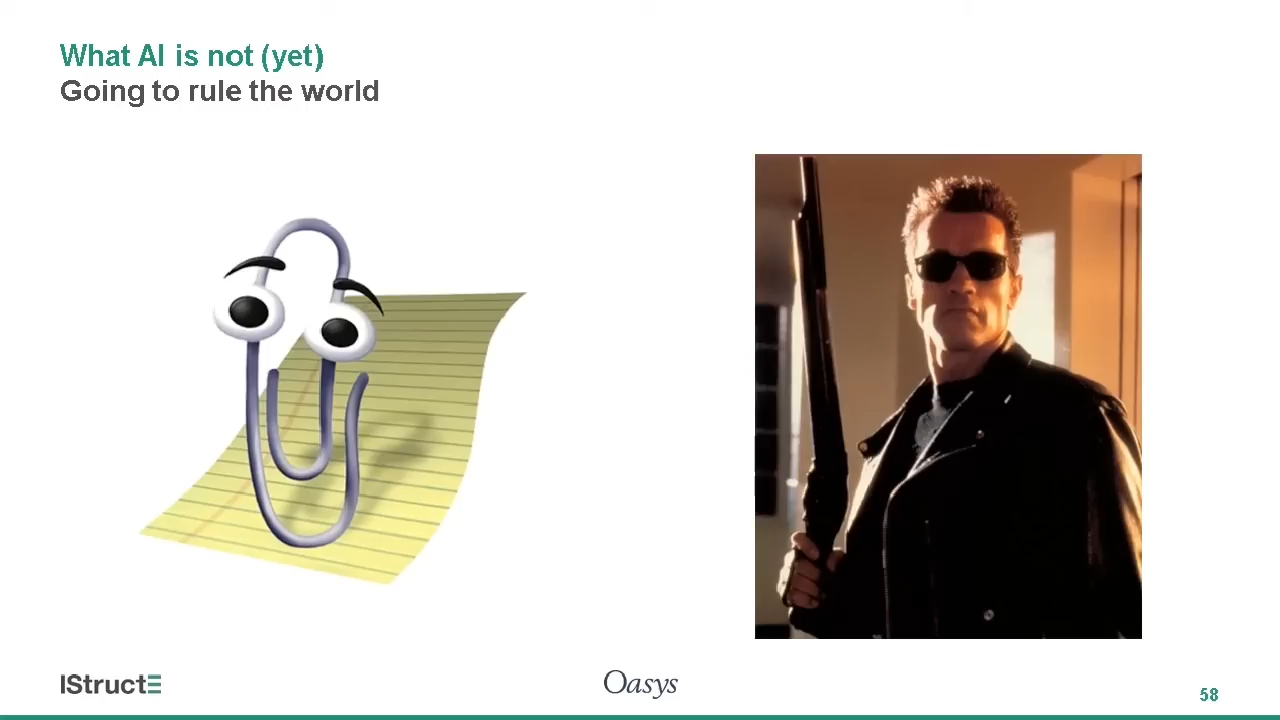 What AI is not (yet)
Going to rule the world
IStructE
Oasys
58